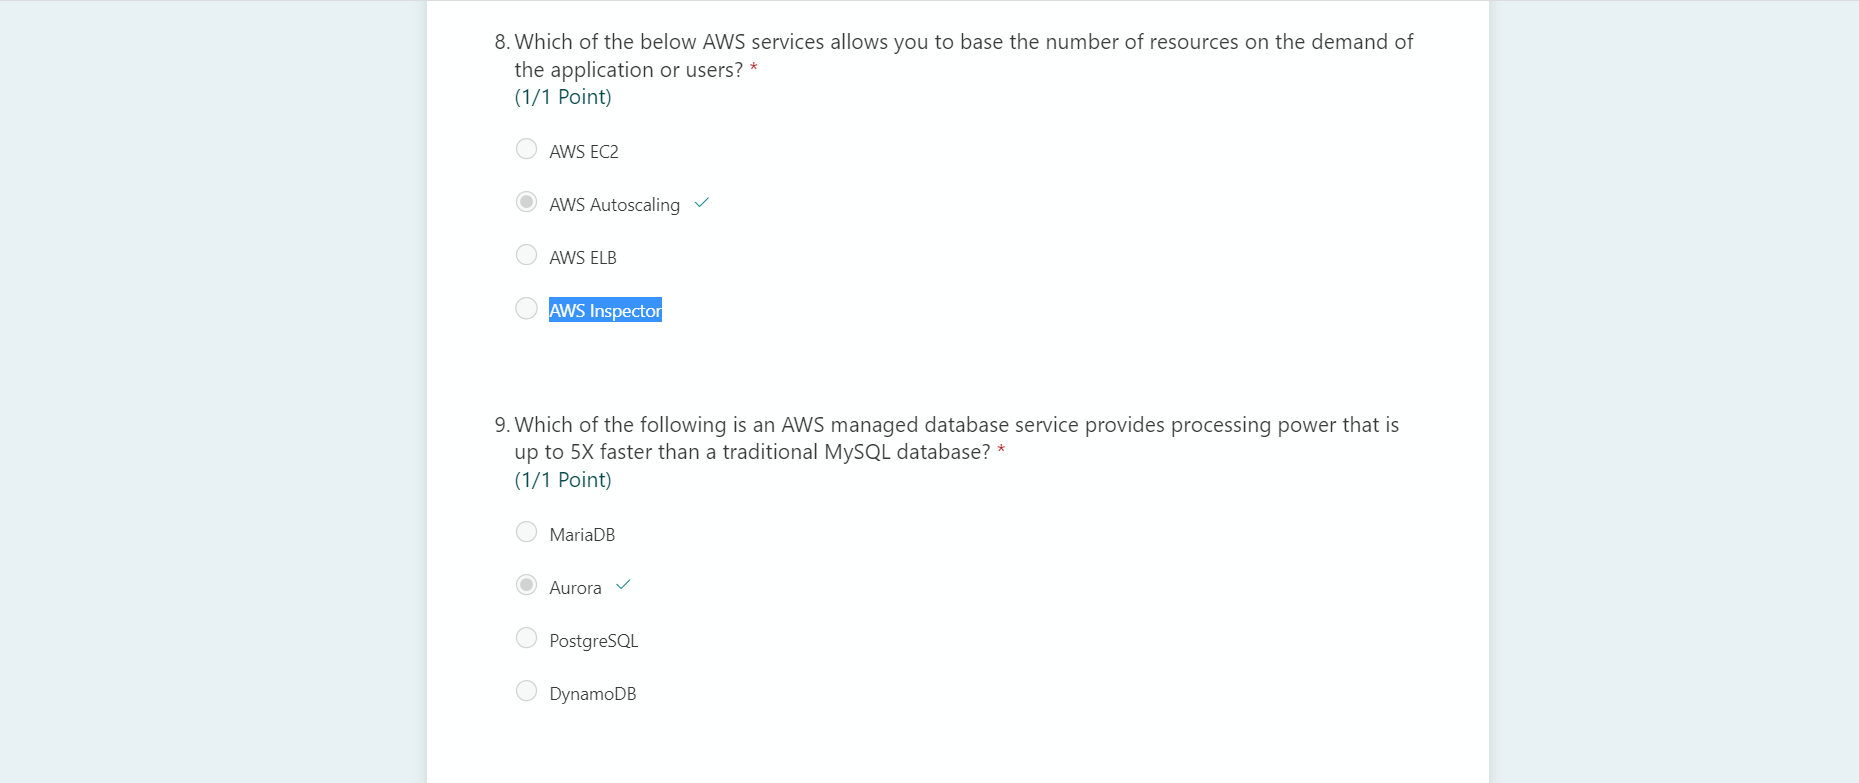 8. Which of the below AWS services allows you to base the number of resources on the demand of
the application or users? *
(1/1 Point)
AWS EC2
AWS Autoscaling
AWS ELB
AWS Inspector
9. Which of the following is an AWS managed database service provides processing power that is
up to 5X faster than a traditional MySQL database? *
(1/1 Point)
MariaDB
Aurora
PostgreSQL
DynamoDB